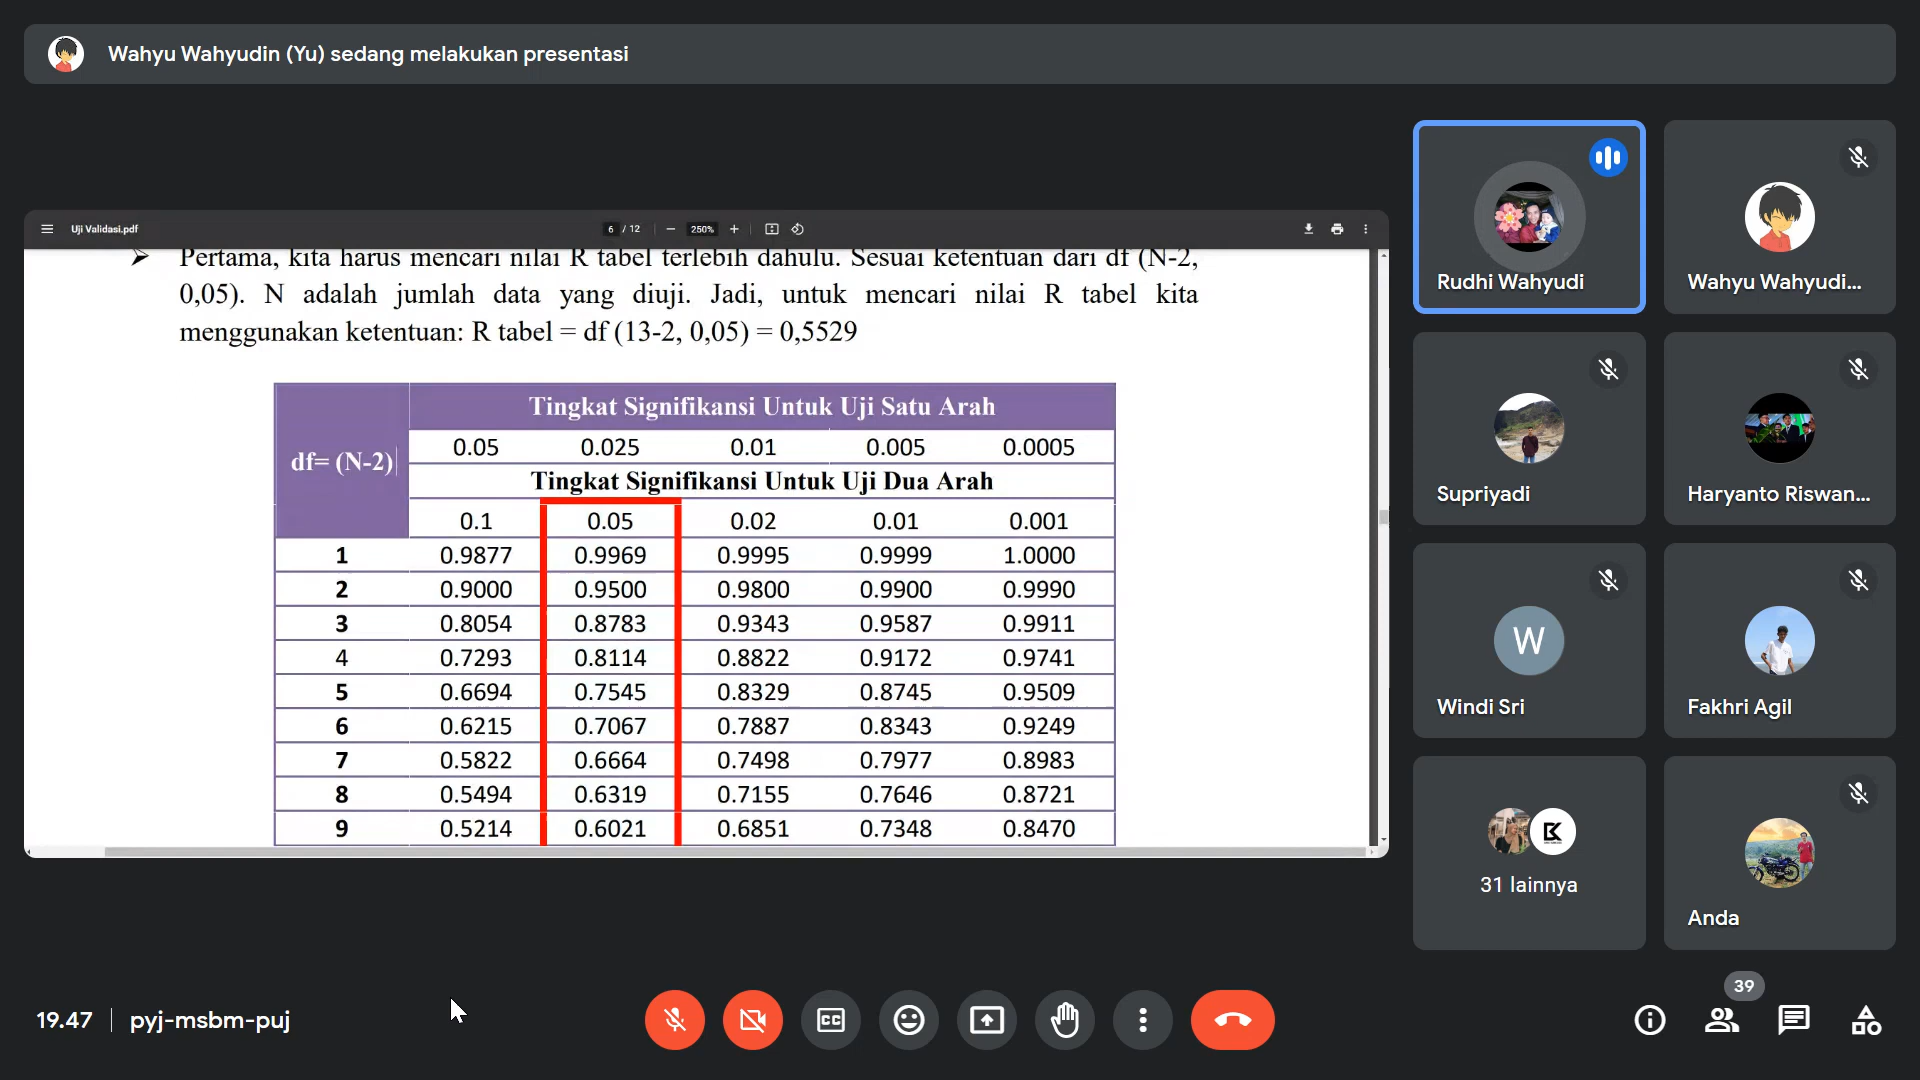 Wahyu Wahyudin (Yu) sedang melakukan presentasi
Uji Validasi.pdf
6 / 12
250%
➢ Pertama, kita harus mencari nilai R tabel terlebih dahulu. Sesuai ketentuan dari df (N-2,
0,05). N adalah jumlah data yang diuji. Jadi, untuk mencari nilai R tabel kita
menggunakan ketentuan: R tabel = df (13-2, 0,05) = 0,5529
df= (N-2)
Tingkat Signifikansi Untuk Uji Satu Arah
0.05 0.025 0.01 0.005 0.0005
Tingkat Signifikansi Untuk Uji Dua Arah
0.1 0.05 0.02 0.01 0.001
1 0.9877 0.9969 0.9995 0.9999 1.0000
2 0.9000 0.9500 0.9800 0.9900 0.9990
3 0.8054 0.8783 0.9343 0.9587 0.9911
4 0.7293 0.8114 0.8822 0.9172 0.9741
5 0.6694 0.7545 0.8329 0.8745 0.9509
6 0.6215 0.7067 0.7887 0.8343 0.9249
7 0.5822 0.6664 0.7498 0.7977 0.8983
8 0.5494 0.6319 0.7155 0.7646 0.8721
9 0.5214 0.6021 0.6851 0.7348 0.8470
Rudhi Wahyudi
Wahyu Wahyudi...
Supriyadi
Haryanto Riswan...
W
Windi Sri
Fakhri Agil
31 lainnya
Anda
19.47 | pyj-msbm-puj
CC
39